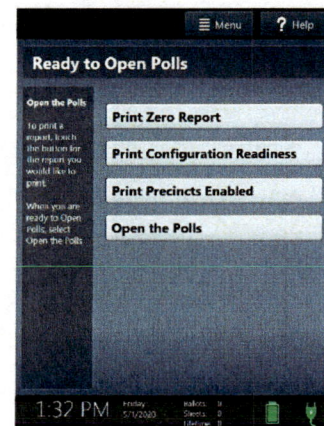 Menu
? Help
Ready to Open Polls
Open the Polls
To print a
report, touch
the button for
the report you
would like to
print.
When you are
ready to Open
Polls, select
Open the Polls
Print Zero Report
Print Configuration Readiness
Print Precincts Enabled
Open the Polls
1:32 PM
Friday
5/1/2020
Ballots: 0
Sheets: 0
Lifetime: 0